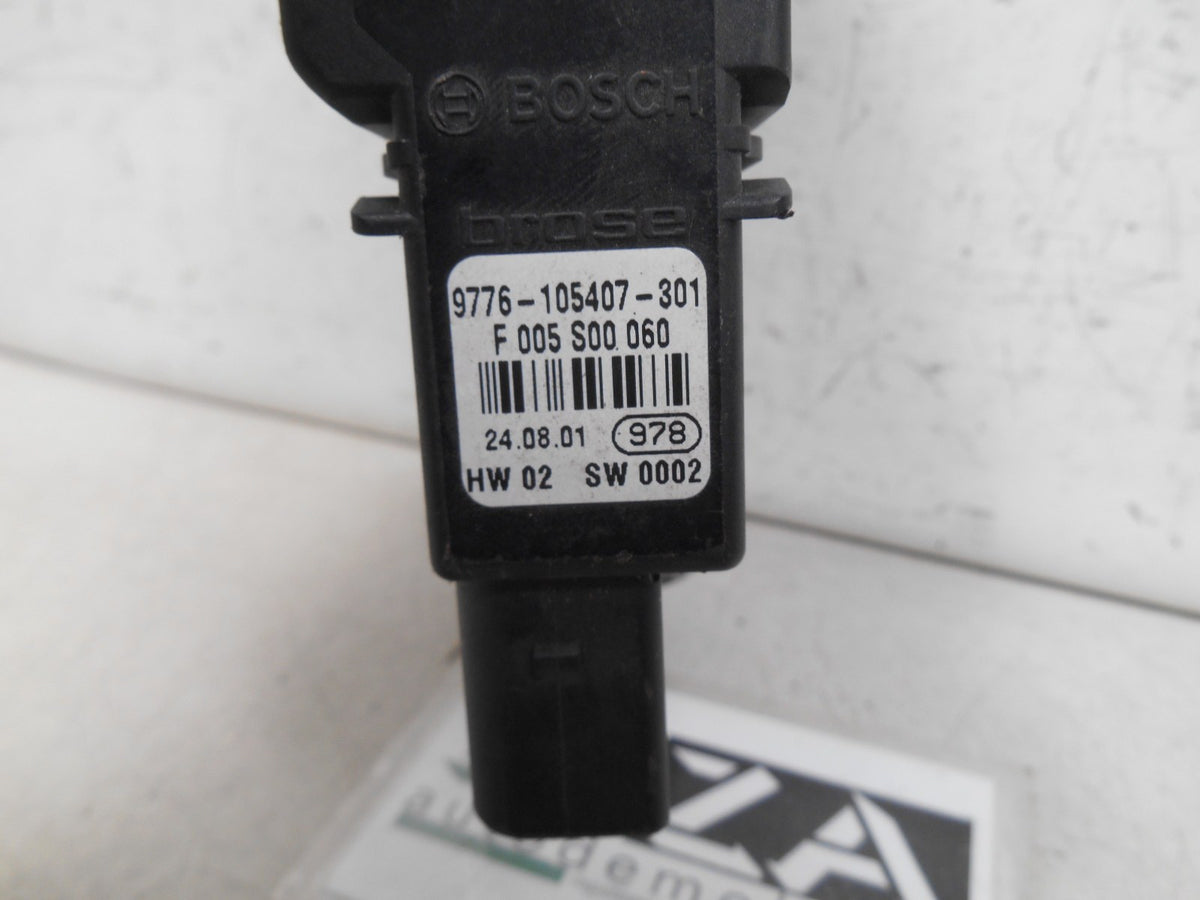 BOSCH
brose
9776-105407-301
F 005 S00 060
24.08.01 978
HW 02 SW 0002